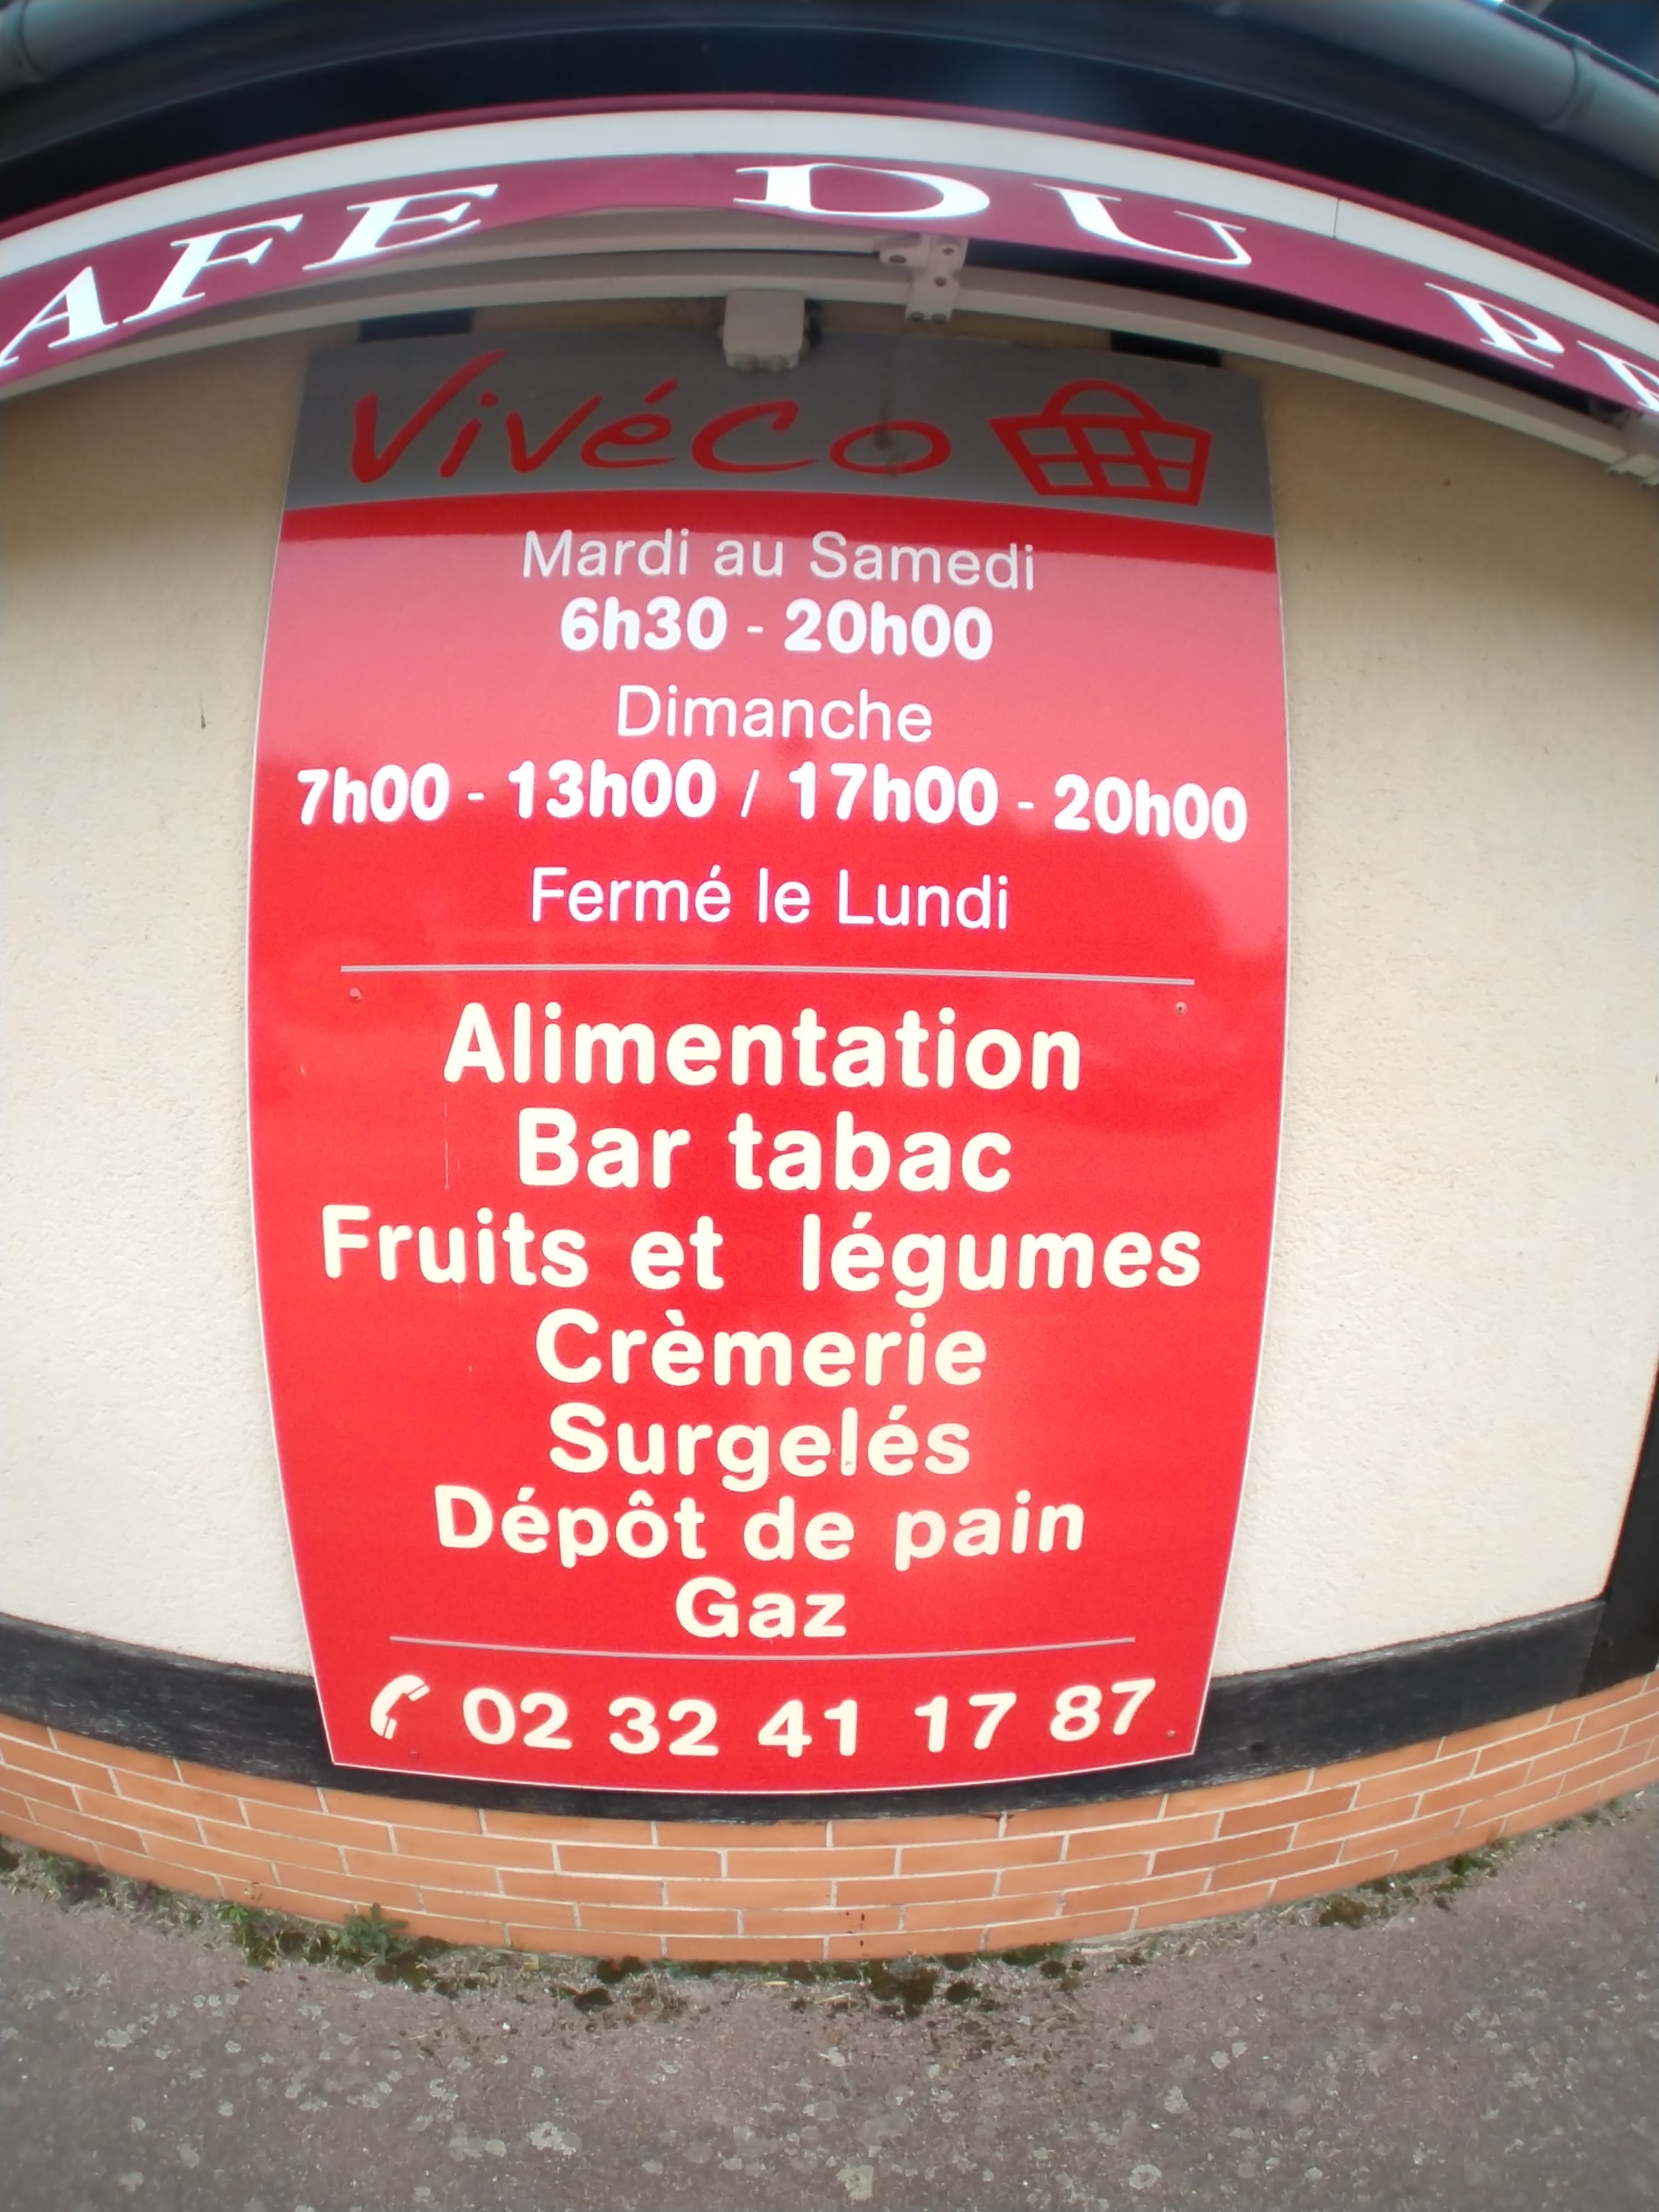 AFE DU
VivéCo
Mardi au Samedi
6h30 - 20h00
Dimanche
7h00 - 13h00 / 17h00 - 20h00
Fermé le Lundi
Alimentation
Bar tabac
Fruits et légumes
Crèmerie
Surgelés
Dépôt de pain
Gaz
02 32 41 17 87